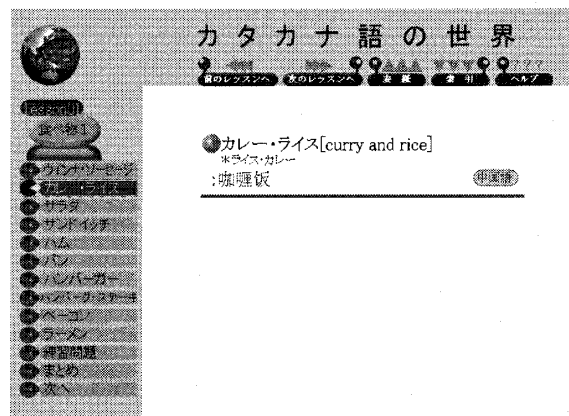 カタカナ語の世界
前のレッスンへ 次のレッスンへ 表紙 索引 ヘルプ
lesson01
食べ物1
カレー・ライス[curry and rice]
*ライス・カレー
:咖喱饭
中国語
ウィンナ・ソーセージ
カレー・ライス
サラダ
サンドイッチ
ハム
パン
ハンバーガー
ハンバーグ・ステーキ
ベーコン
ラーメン
練習問題
まとめ
次へ